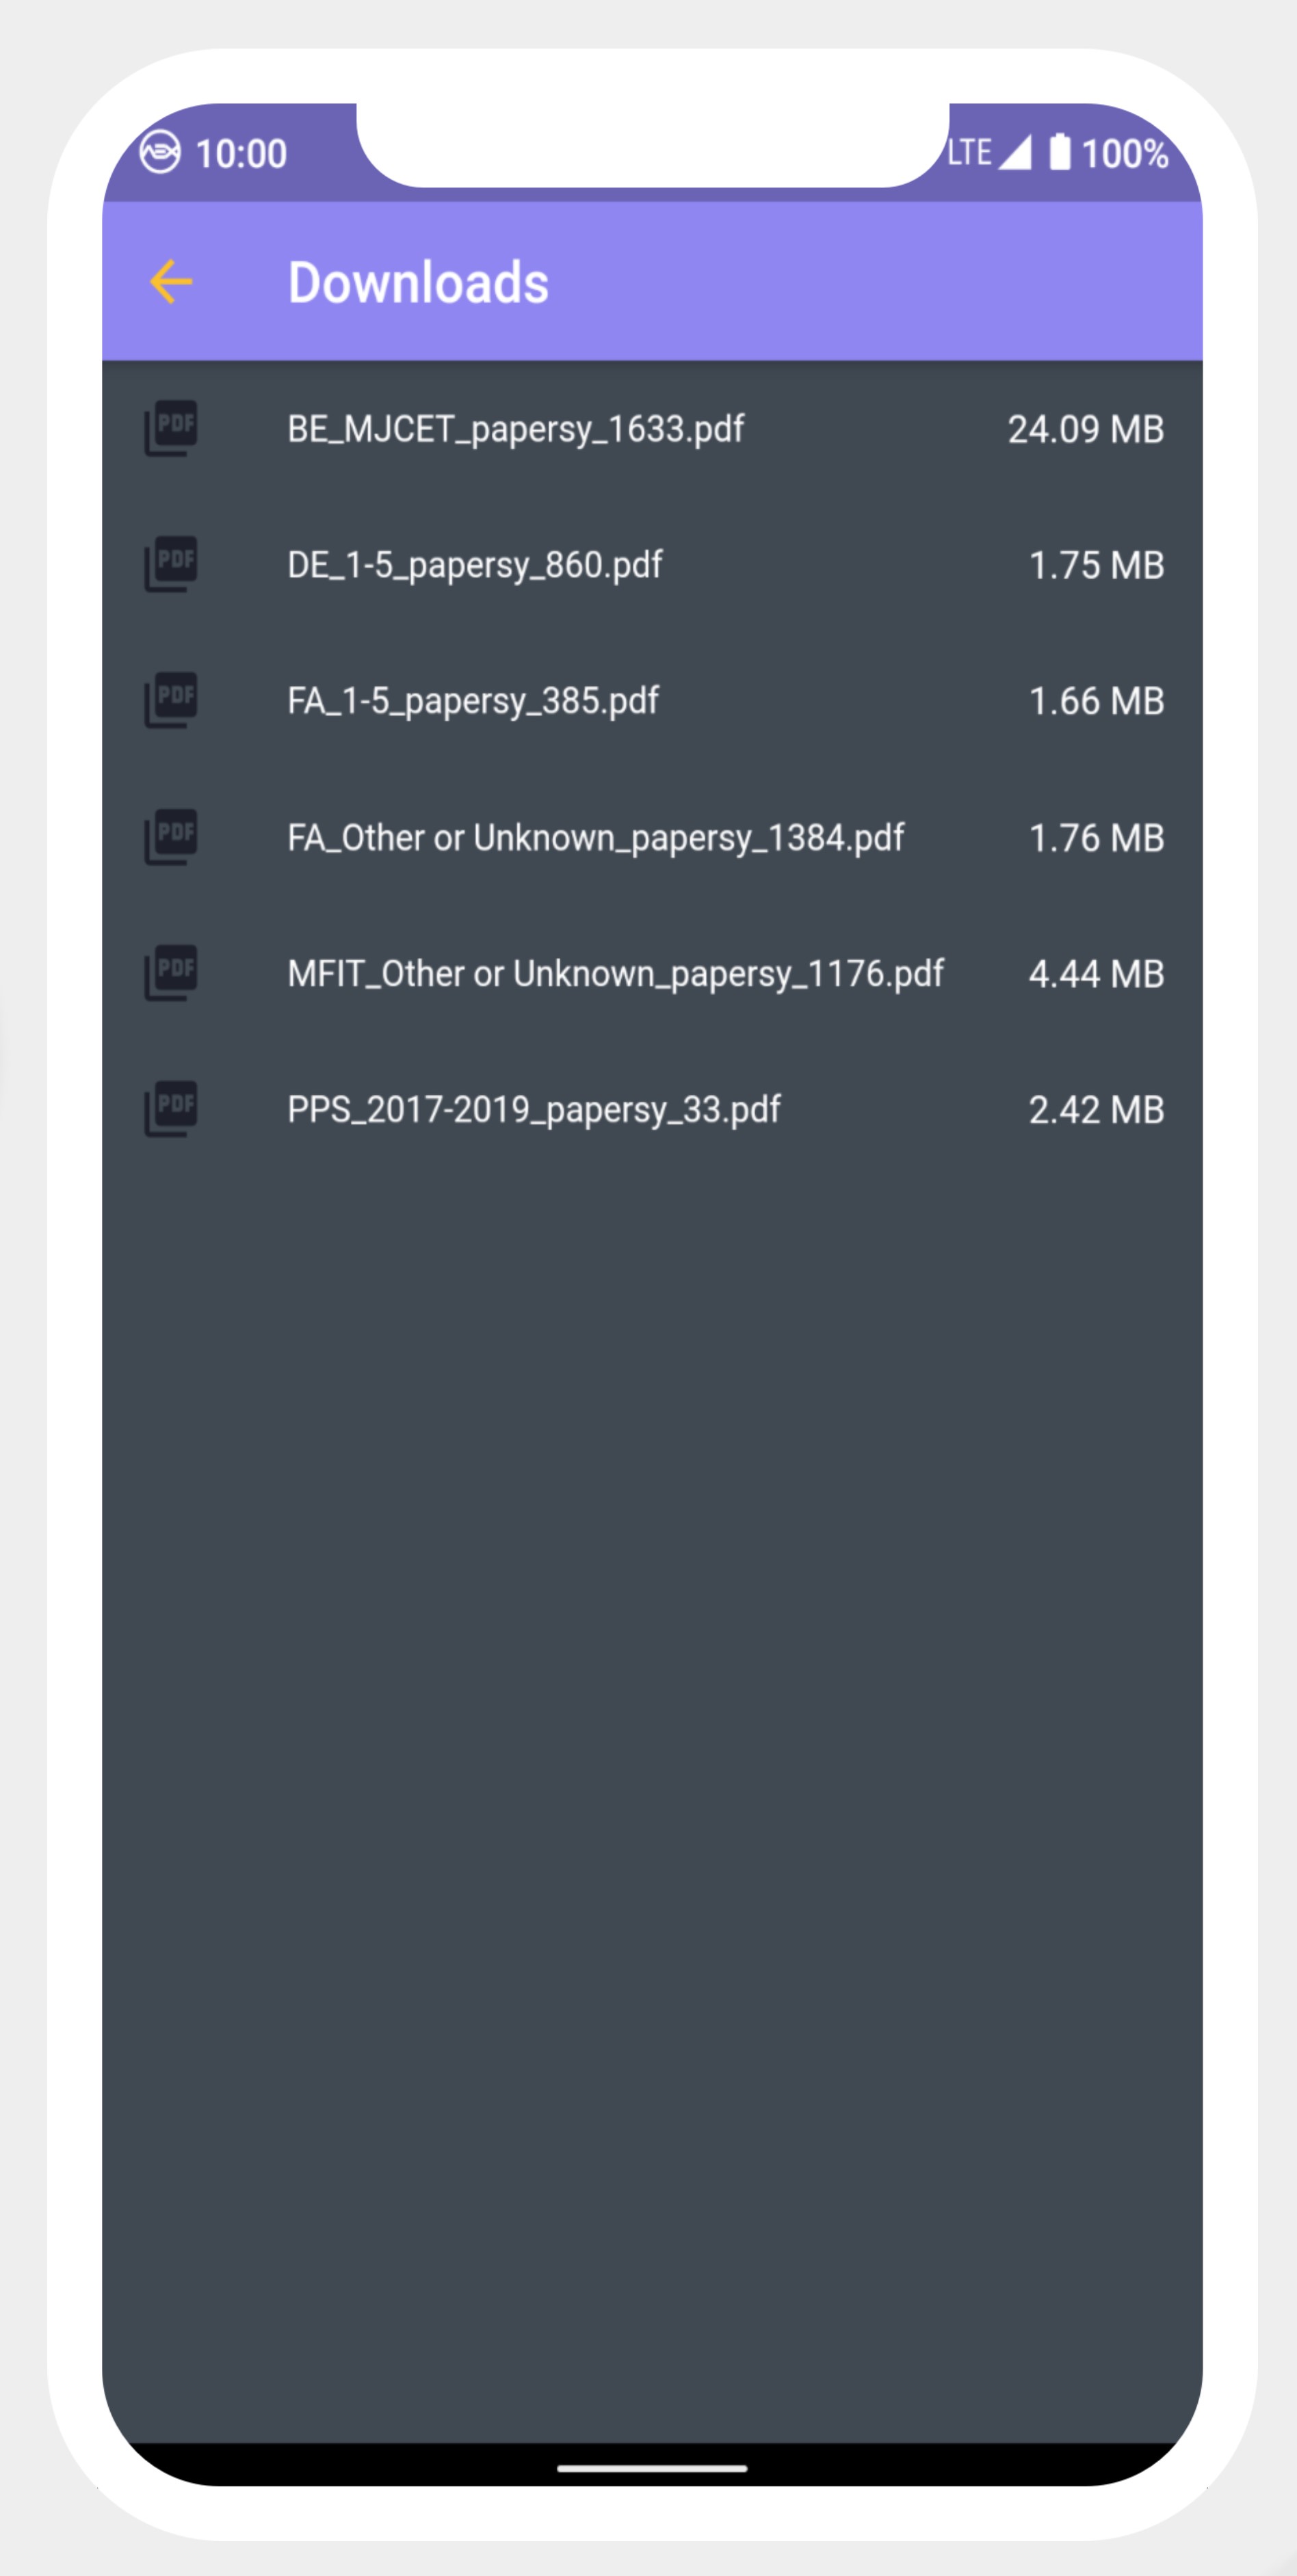 10:00 LTE 100%
Downloads
PDF BE_MJCET_papersy_1633.pdf 24.09 MB
PDF DE_1-5_papersy_860.pdf 1.75 MB
PDF FA_1-5_papersy_385.pdf 1.66 MB
PDF FA_Other or Unknown_papersy_1384.pdf 1.76 MB
PDF MFIT_Other or Unknown_papersy_1176.pdf 4.44 MB
PDF PPS_2017-2019_papersy_33.pdf 2.42 MB